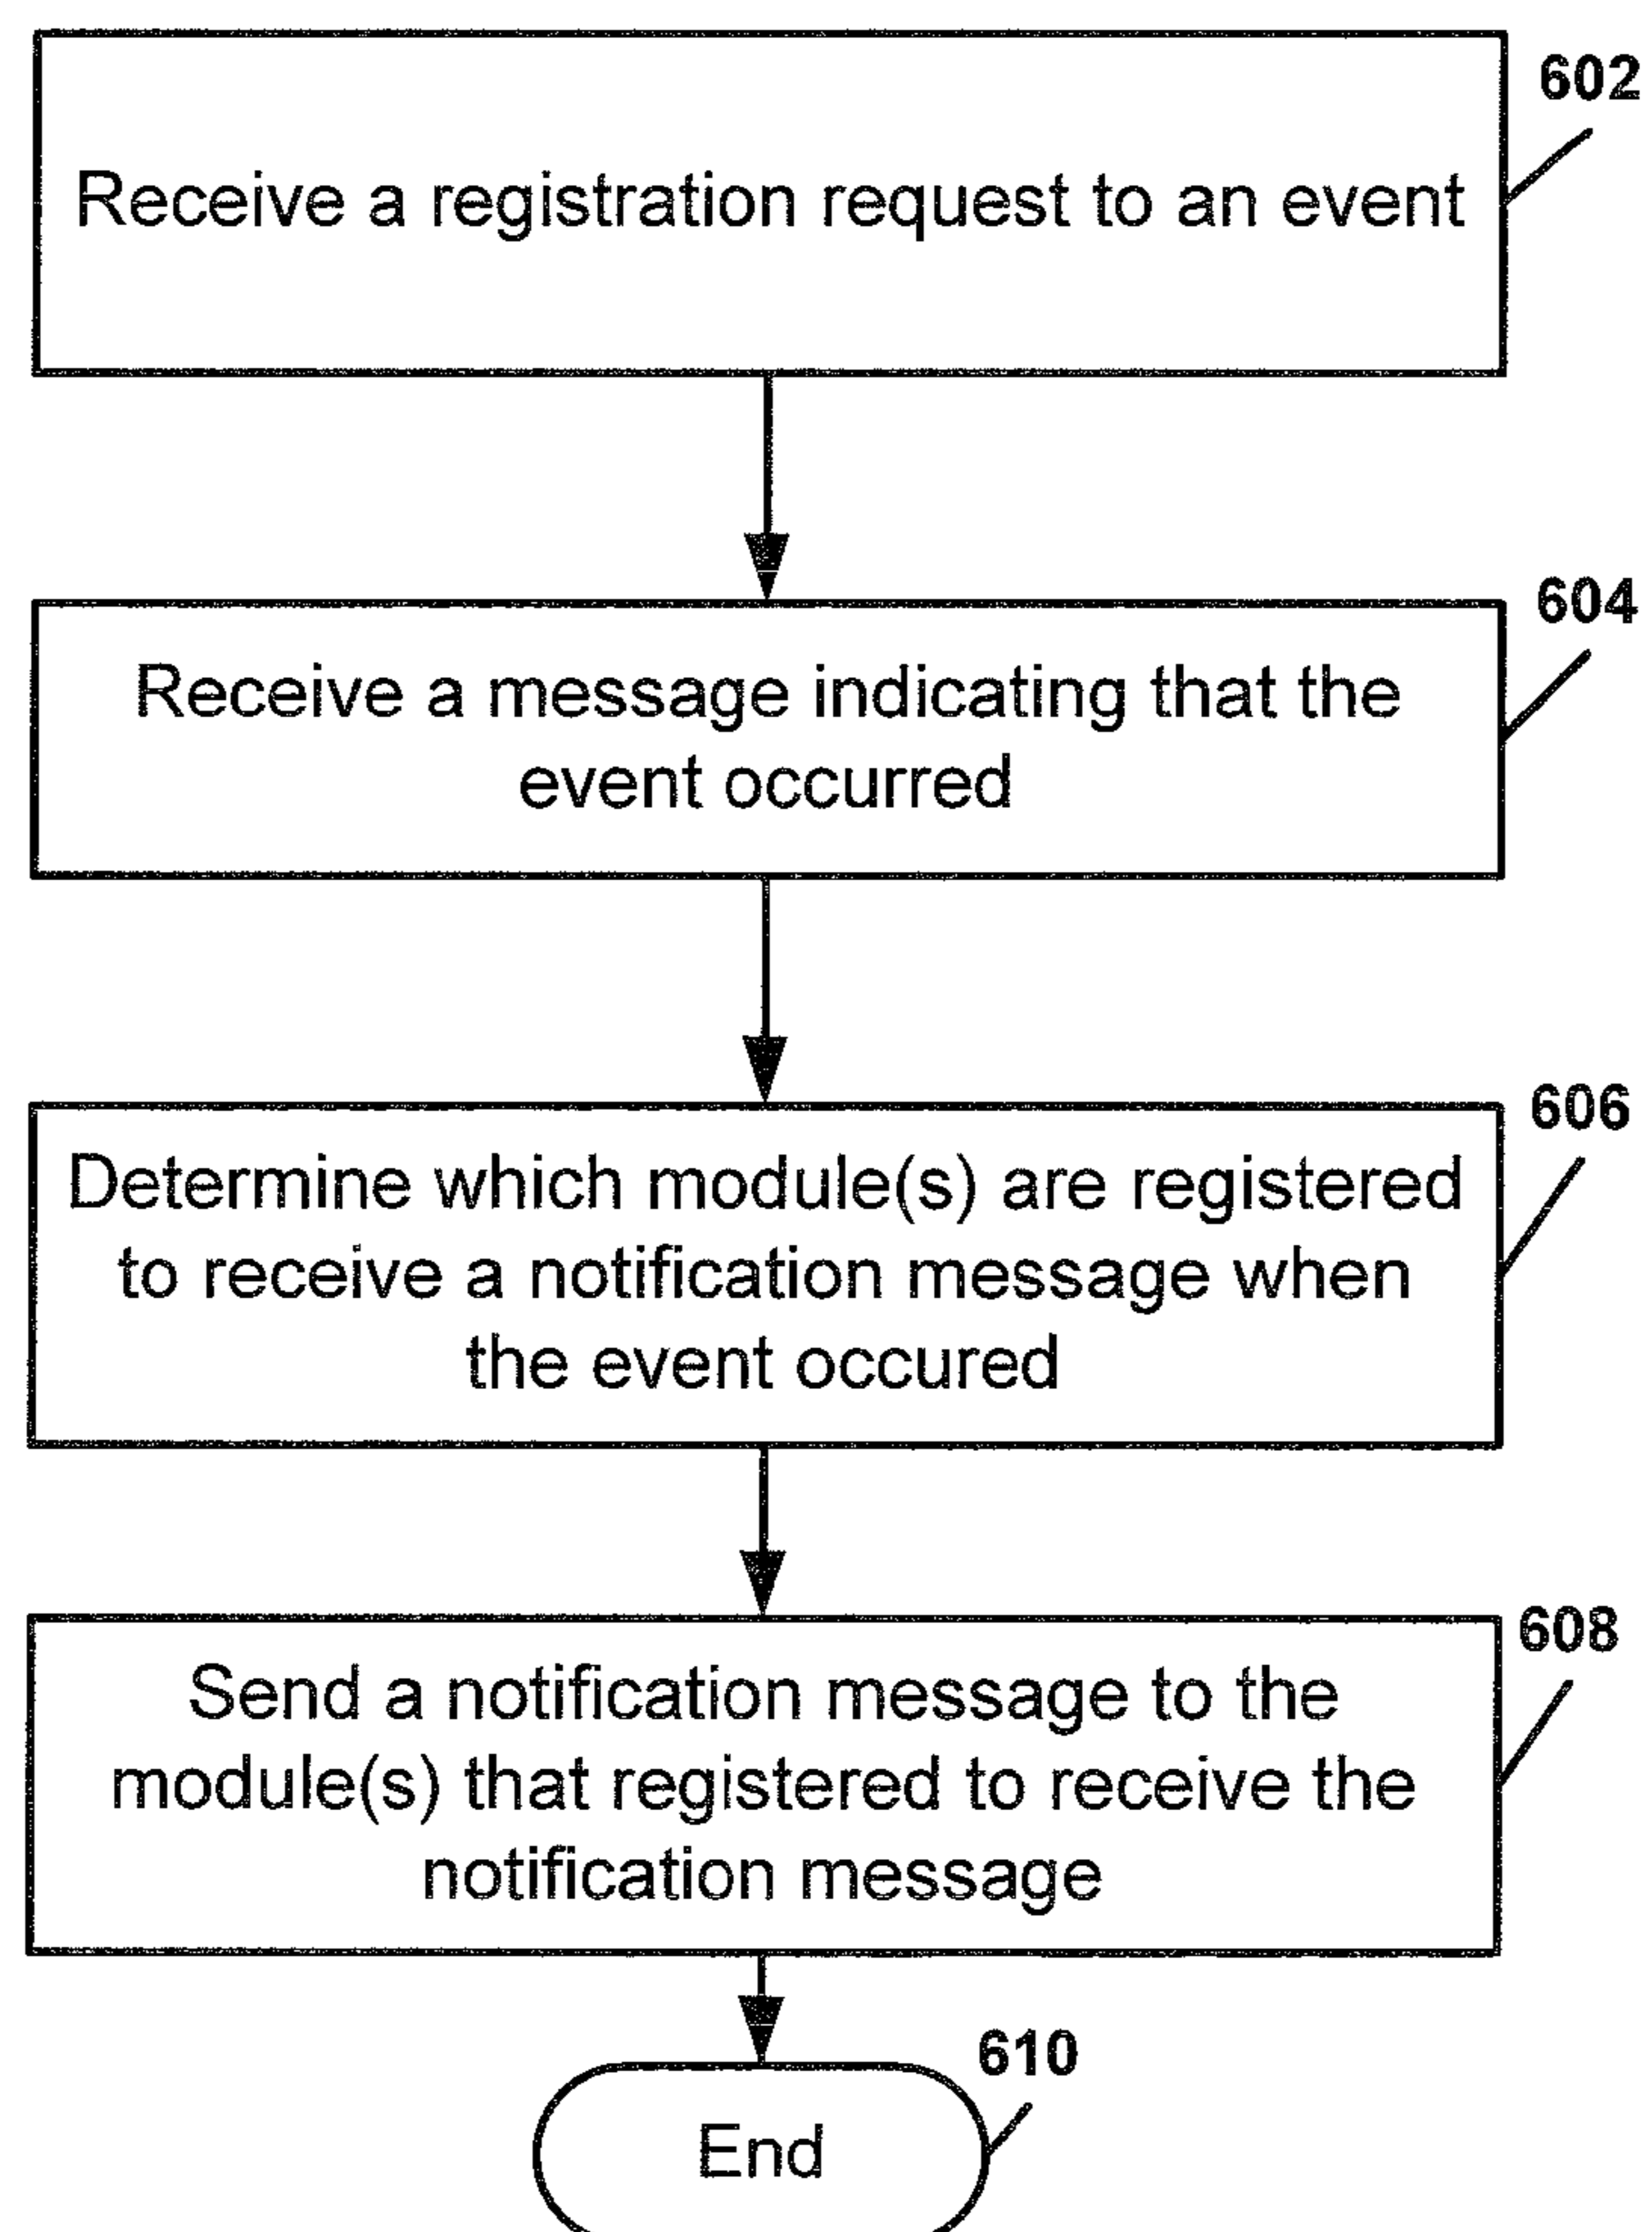 602
Receive a registration request to an event
604
Receive a message indicating that the
event occurred
606
Determine which module(s) are registered
to receive a notification message when
the event occured
608
Send a notification message to the
module(s) that registered to receive the
notification message
610
End